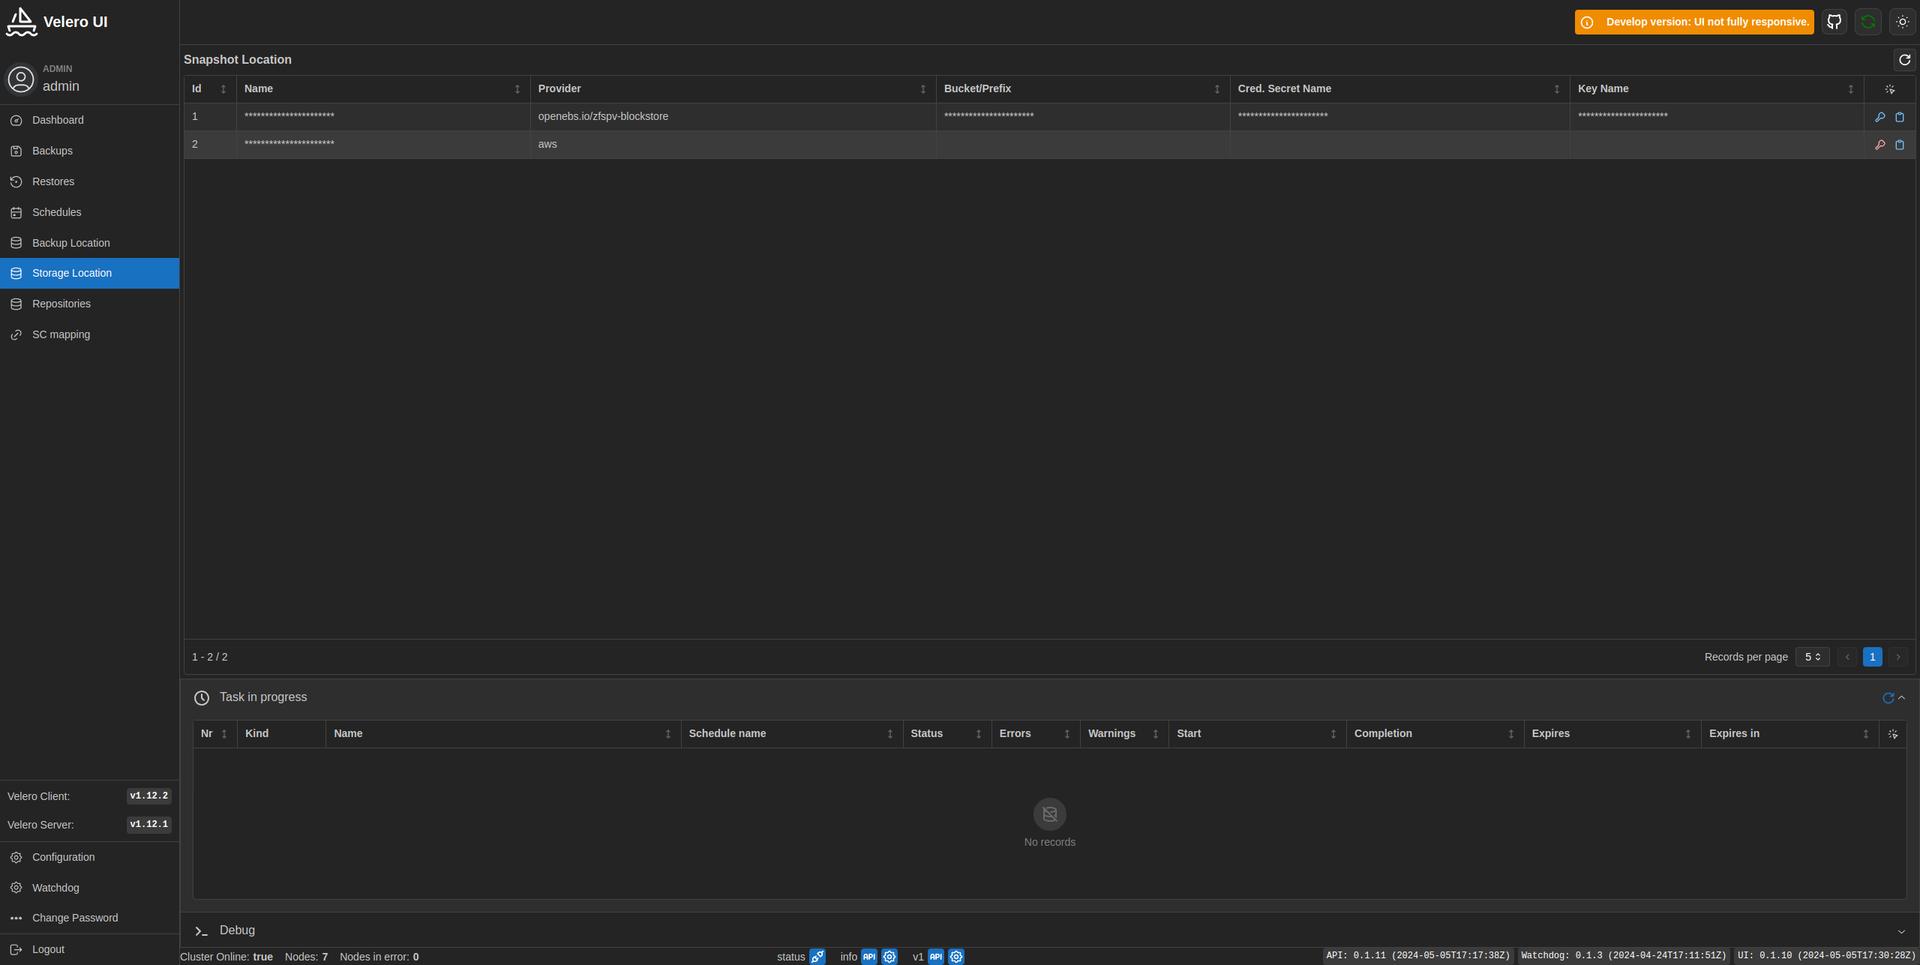 Velero UI
Develop version: UI not fully responsive.
ADMIN
admin
Dashboard
Backups
Restores
Schedules
Backup Location
Storage Location
Repositories
SC mapping
Velero Client: v1.12.2
Velero Server: v1.12.1
Configuration
Watchdog
Change Password
Logout
Snapshot Location
Id Name Provider Bucket/Prefix Cred. Secret Name Key Name
1 ********************** openebs.io/zfspv-blockstore ********************** ********************** **********************
2 ********************** aws
1 - 2 / 2 Records per page 5 1
Task in progress
Nr Kind Name Schedule name Status Errors Warnings Start Completion Expires Expires in
No records
Debug
Cluster Online: true Nodes: 7 Nodes in error: 0 status info API v1 API API: 0.1.11 (2024-05-05T17:17:38Z) Watchdog: 0.1.3 (2024-04-24T17:11:51Z) UI: 0.1.10 (2024-05-05T17:30:28Z)